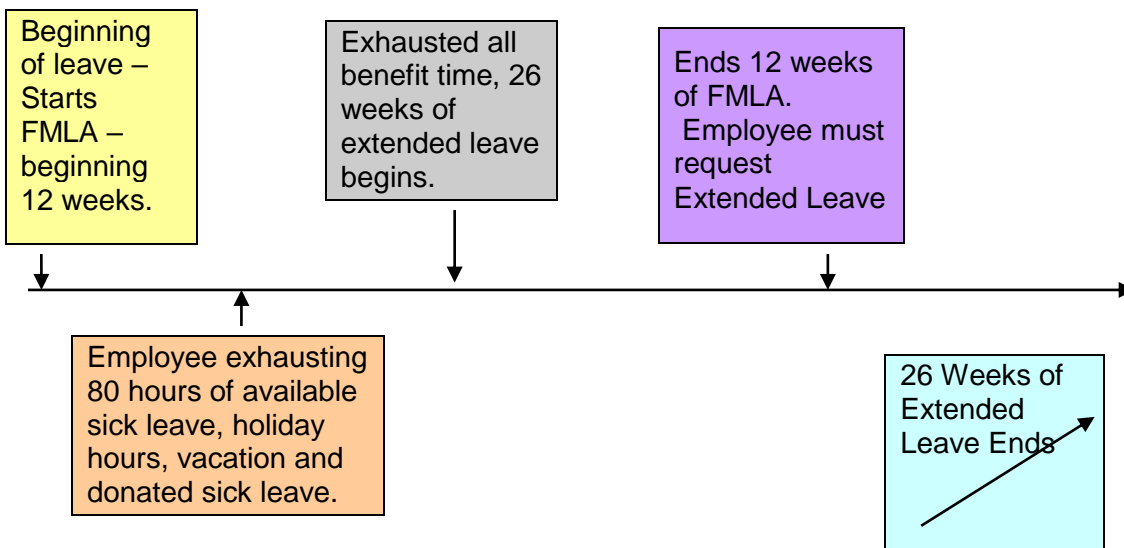 Beginning
of leave –
Starts
FMLA –
beginning
12 weeks.
Exhausted all
benefit time, 26
weeks of
extended leave
begins.
Ends 12 weeks
of FMLA.
Employee must
request
Extended Leave
Employee exhausting
80 hours of available
sick leave, holiday
hours, vacation and
donated sick leave.
26 Weeks of
Extended
Leave Ends